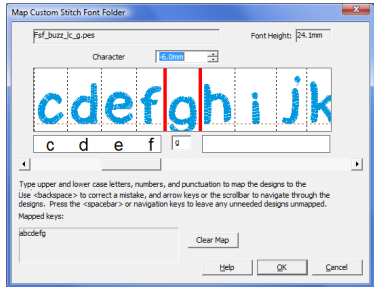 Map Custom Stitch Font Folder
Fsf_buzz_lc_g.pes
Font Height: 24.1mm
Character -6.0mm
c d e f g h i j k
c d e f g
Type upper and lower case letters, numbers, and punctuation to map the designs to the
Use <backspace> to correct a mistake, and arrow keys or the scrollbar to navigate through the
designs. Press the <spacebar> or navigation keys to leave any unneeded designs unmapped.
Mapped keys:
abcdefg
Clear Map
Help OK Cancel